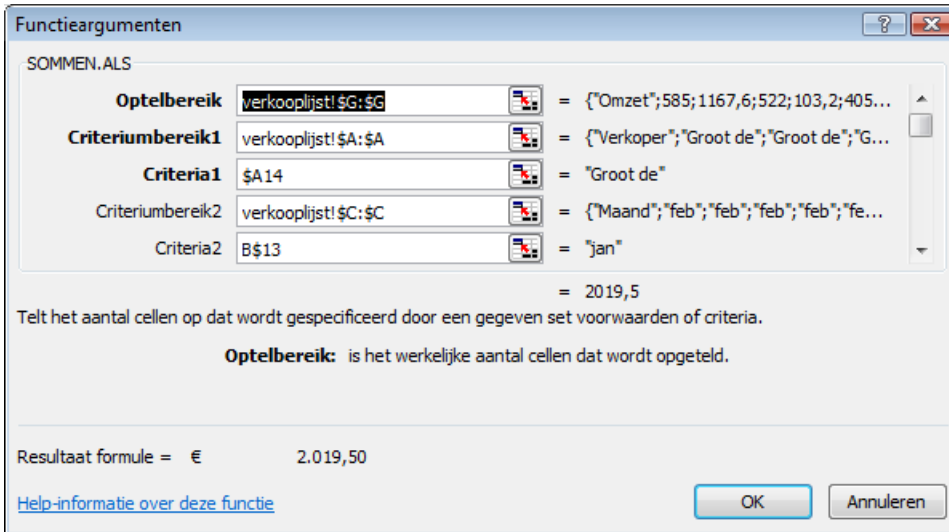 Functieargumenten
SOMMEN.ALS
Optelbereik verkooplijst!$G:$G = {"Omzet";585;1167,6;522;103,2;405...
Criteriumbereik1 verkooplijst!$A:$A = {"Verkoper";"Groot de";"Groot de";"G...
Criteria1 $A14 = "Groot de"
Criteriumbereik2 verkooplijst!$C:$C = {"Maand";"feb";"feb";"feb";"feb";"fe...
Criteria2 B$13 = "jan"
= 2019,5
Telt het aantal cellen op dat wordt gespecificeerd door een gegeven set voorwaarden of criteria.
Optelbereik: is het werkelijke aantal cellen dat wordt opgeteld.
Resultaat formule = € 2.019,50
Help-informatie over deze functie OK Annuleren